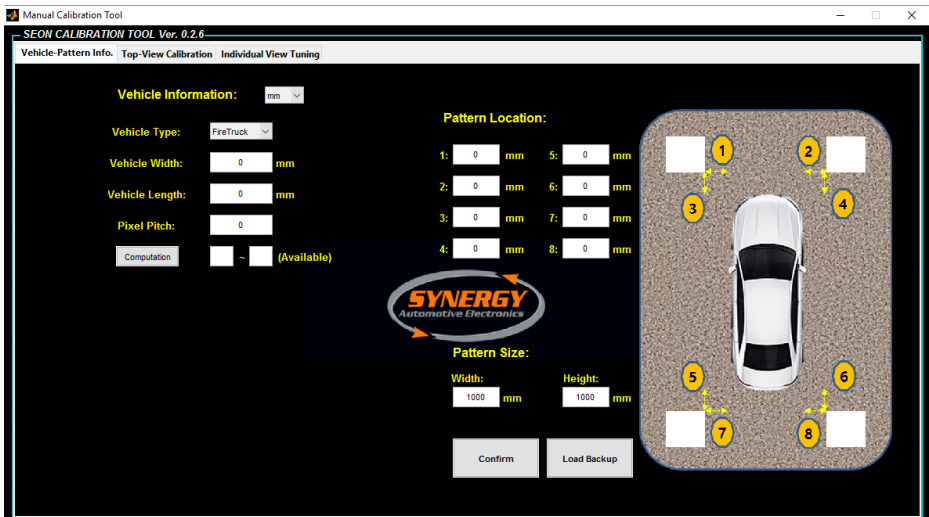 Manual Calibration Tool
SEON CALIBRATION TOOL Ver. 0.2.6
Vehicle-Pattern Info. Top-View Calibration Individual View Tuning
Vehicle Information: mm
Vehicle Type: FireTruck
Vehicle Width: 0 mm
Vehicle Length: 0 mm
Pixel Pitch: 0
Computation ~ (Available)
Pattern Location:
1: 0 mm 5: 0 mm
2: 0 mm 6: 0 mm
3: 0 mm 7: 0 mm
4: 0 mm 8: 0 mm
SYNERGY
Automotive Electronics
Pattern Size:
Width: Height:
1000 mm 1000 mm
Confirm Load Backup
1 2
3 4
5 6
7 8